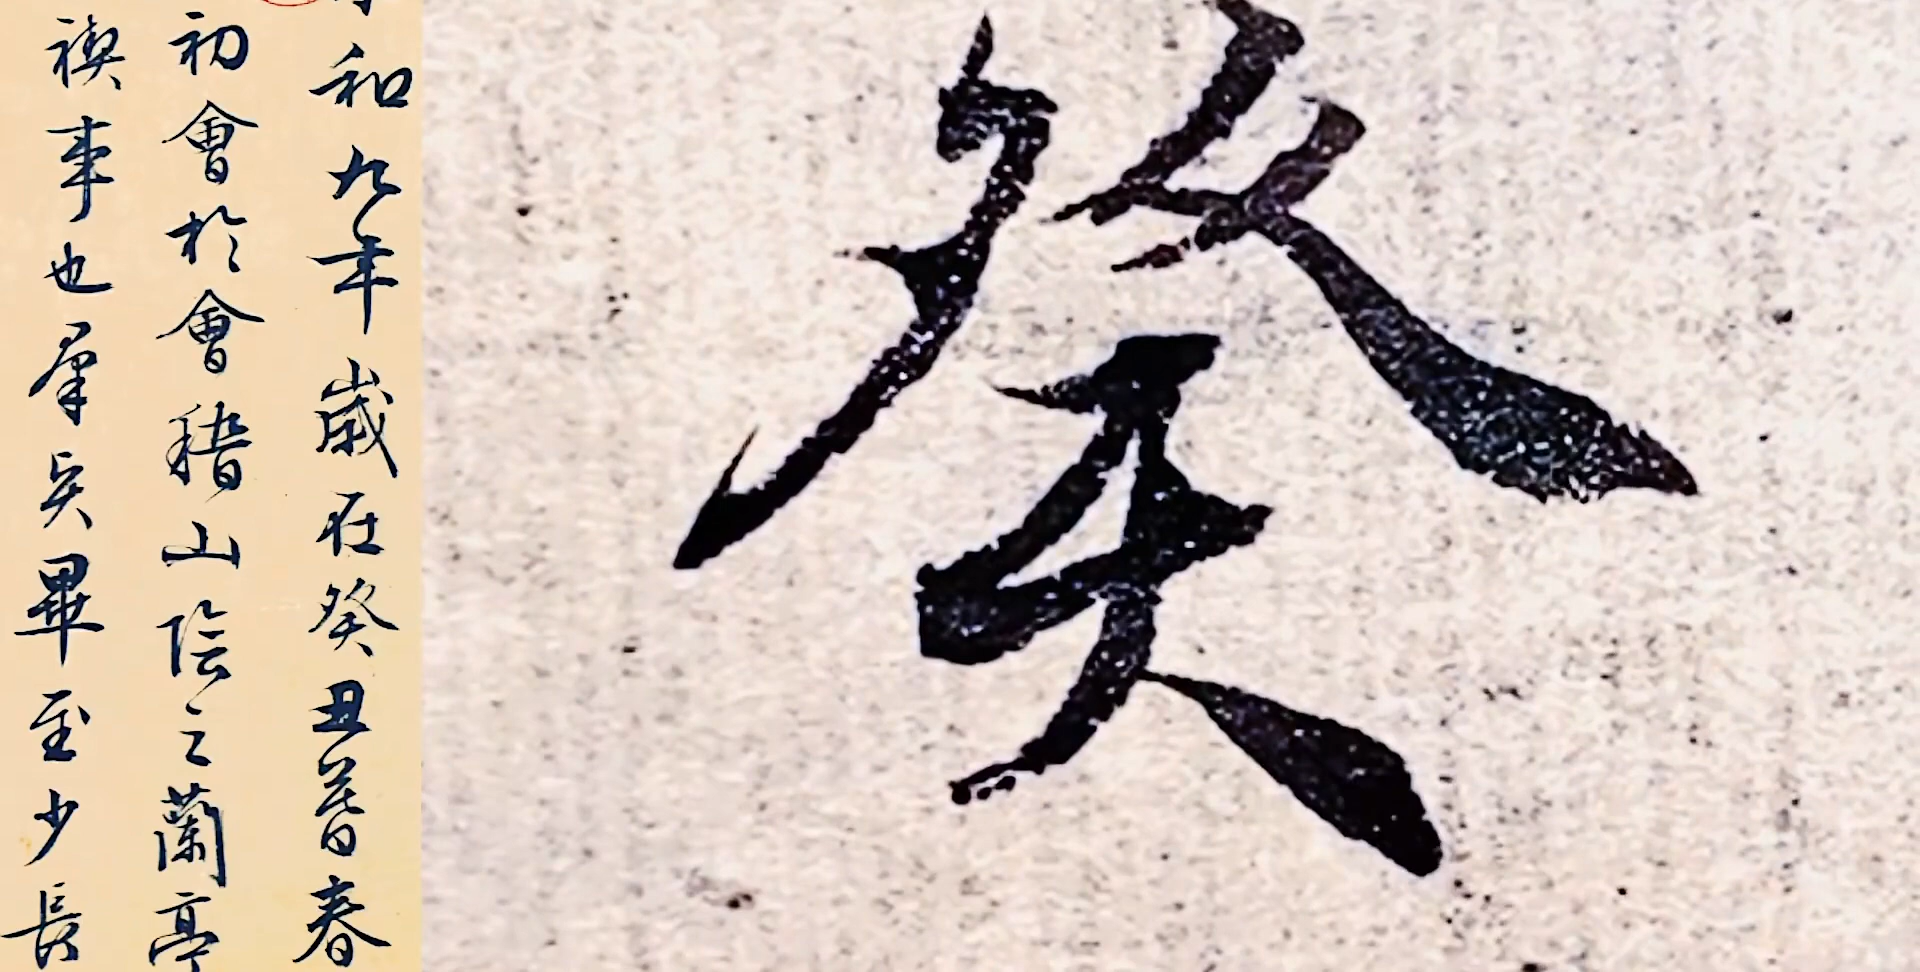 癸
和九年歲在癸丑暮春
初會於會稽山陰之蘭亭
禊事也羣賢畢至少長